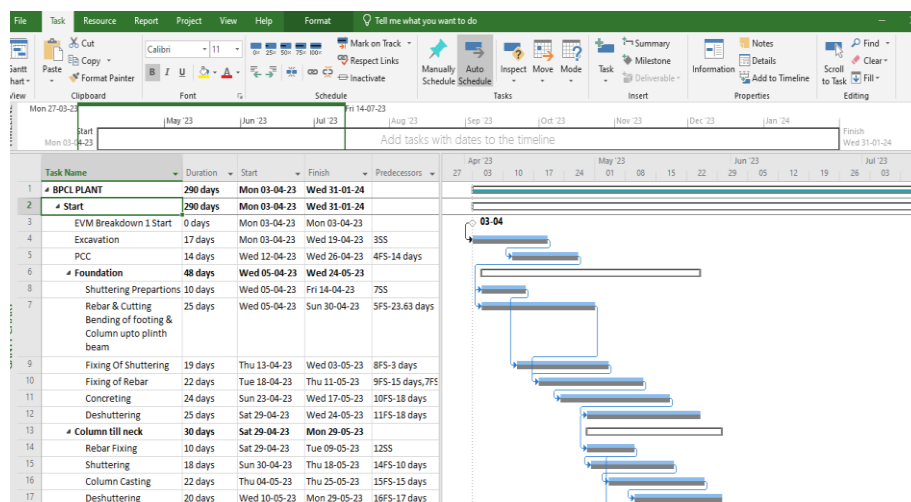 File Task Resource Report Project View Help Format Tell me what you want to do
Cut
Copy
Format Painter
Paste
Clipboard
Calibri 11
B I U A
Font
0% 25% 50% 75% 100%
Mark on Track
Respect Links
Inactivate
Schedule
Manually Schedule
Auto Schedule
Inspect Move Mode
Tasks
Task
Summary
Milestone
Deliverable
Insert
Information
Notes
Details
Add to Timeline
Properties
Scroll to Task
Find
Clear
Fill
Editing
Mon 27-03-23 Fri 14-07-23
May '23 Jun '23 Jul '23 Aug '23 Sep '23 Oct '23 Nov '23 Dec '23 Jan '24
Start
Mon 03-04-23
Add tasks with dates to the timeline
Finish
Wed 31-01-24
Task Name Duration Start Finish Predecessors
Apr '23 May '23 Jun '23 Jul '23
27 03 10 17 24 01 08 15 22 29 05 12 19 26 03
1 BPCL PLANT 290 days Mon 03-04-23 Wed 31-01-24
2 Start 290 days Mon 03-04-23 Wed 31-01-24
3 EVM Breakdown 1 Start 0 days Mon 03-04-23 Mon 03-04-23 03-04
4 Excavation 17 days Mon 03-04-23 Wed 19-04-23 3SS
5 PCC 14 days Wed 12-04-23 Wed 26-04-23 4FS-14 days
6 Foundation 48 days Wed 05-04-23 Wed 24-05-23
8 Shuttering Prepartions 10 days Wed 05-04-23 Fri 14-04-23 7SS
7 Rebar & Cutting 25 days Wed 05-04-23 Sun 30-04-23 5FS-23.63 days
Bending of footing &
Column upto plinth
beam
9 Fixing Of Shuttering 19 days Thu 13-04-23 Wed 03-05-23 8FS-3 days
10 Fixing of Rebar 22 days Tue 18-04-23 Thu 11-05-23 9FS-15 days,7FS
11 Concreting 24 days Sun 23-04-23 Wed 17-05-23 10FS-18 days
12 Deshuttering 25 days Sat 29-04-23 Wed 24-05-23 11FS-18 days
13 Column till neck 30 days Sat 29-04-23 Mon 29-05-23
14 Rebar Fixing 10 days Sat 29-04-23 Tue 09-05-23 12SS
15 Shuttering 18 days Sun 30-04-23 Thu 18-05-23 14FS-10 days
16 Column Casting 22 days Thu 04-05-23 Thu 25-05-23 15FS-15 days
17 Deshuttering 20 days Wed 10-05-23 Mon 29-05-23 16FS-17 days